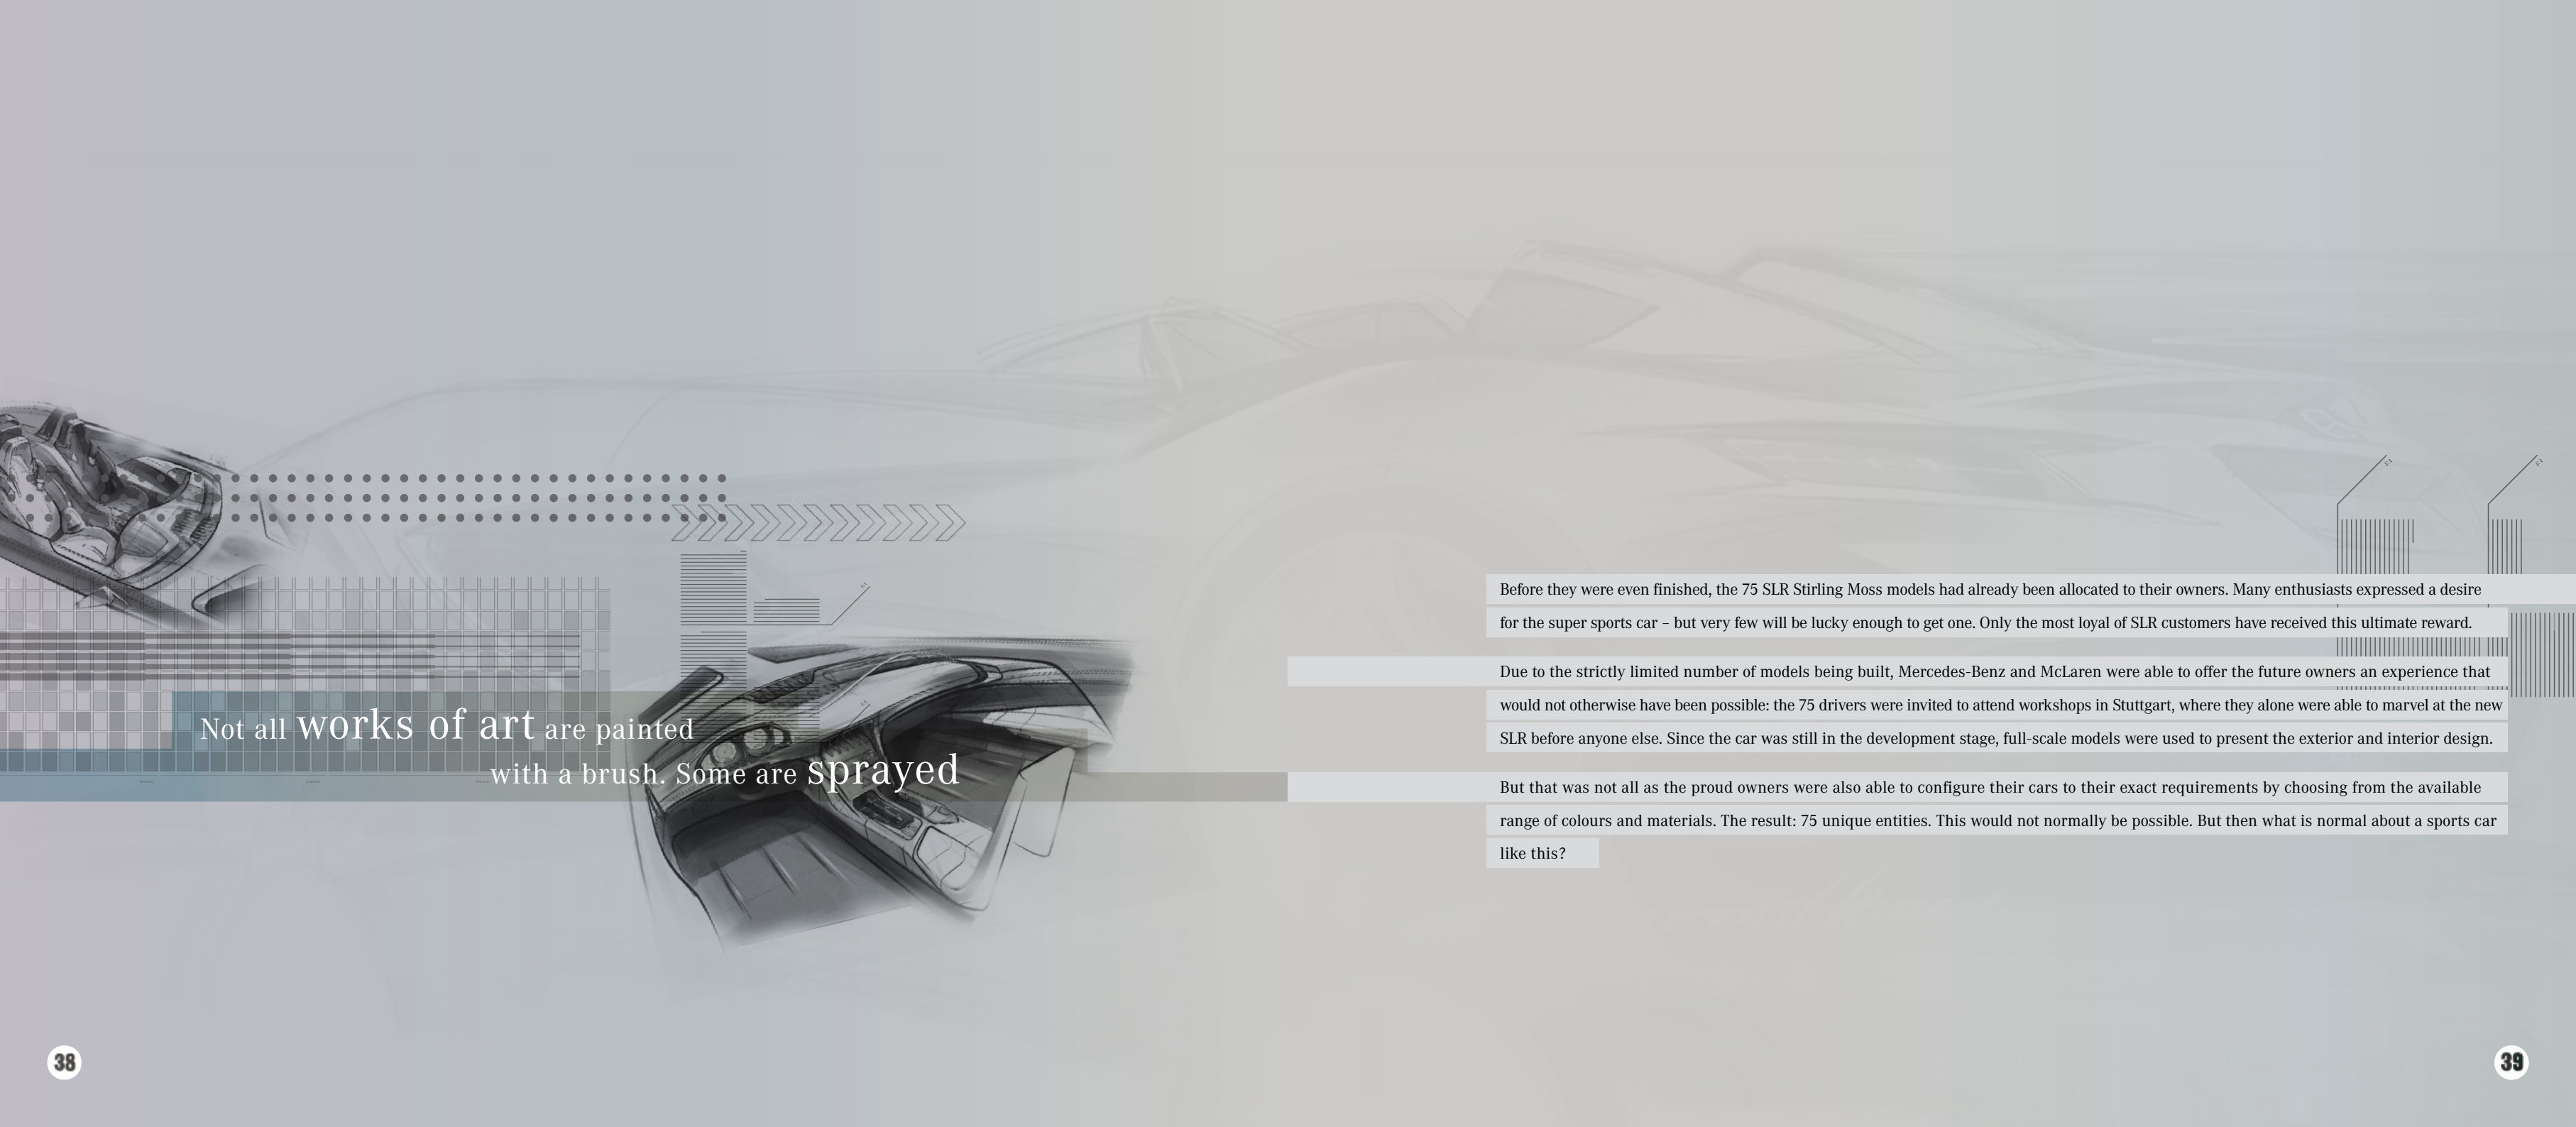 Not all works of art are painted
with a brush. Some are sprayed
Before they were even finished, the 75 SLR Stirling Moss models had already been allocated to their owners. Many enthusiasts expressed a desire
for the super sports car – but very few will be lucky enough to get one. Only the most loyal of SLR customers have received this ultimate reward.
Due to the strictly limited number of models being built, Mercedes-Benz and McLaren were able to offer the future owners an experience that
would not otherwise have been possible: the 75 drivers were invited to attend workshops in Stuttgart, where they alone were able to marvel at the new
SLR before anyone else. Since the car was still in the development stage, full-scale models were used to present the exterior and interior design.
But that was not all as the proud owners were also able to configure their cars to their exact requirements by choosing from the available
range of colours and materials. The result: 75 unique entities. This would not normally be possible. But then what is normal about a sports car
like this?
38
39